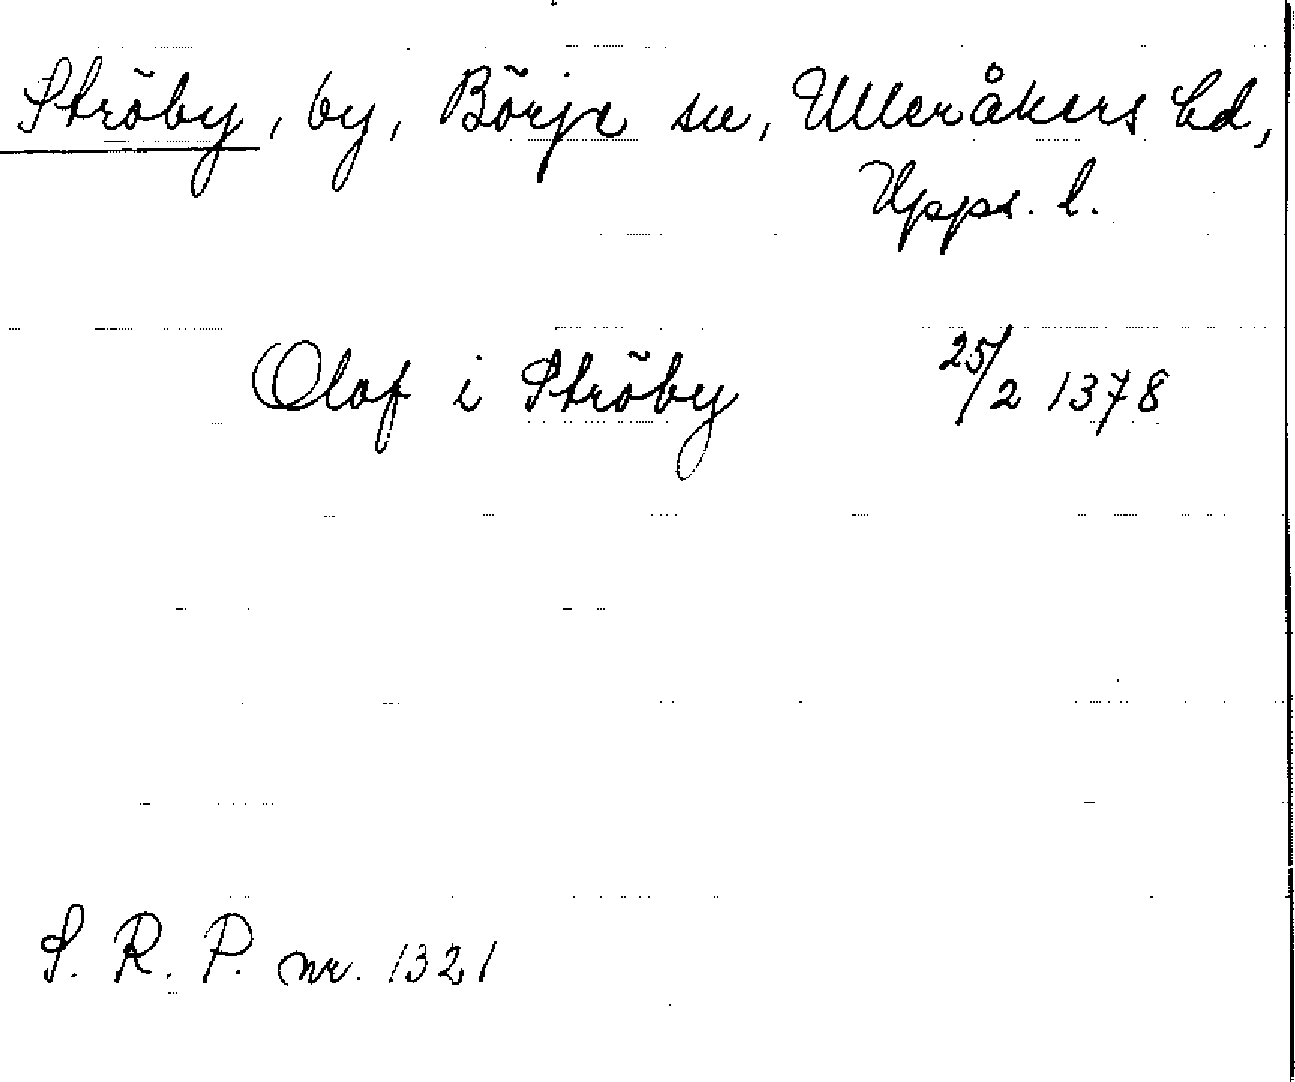 Ströby, by, Börje sn, Ulleråkers hd,
Upps. l.
Olof i Ströby 25/2 1378
S. R. P. nr. 1321